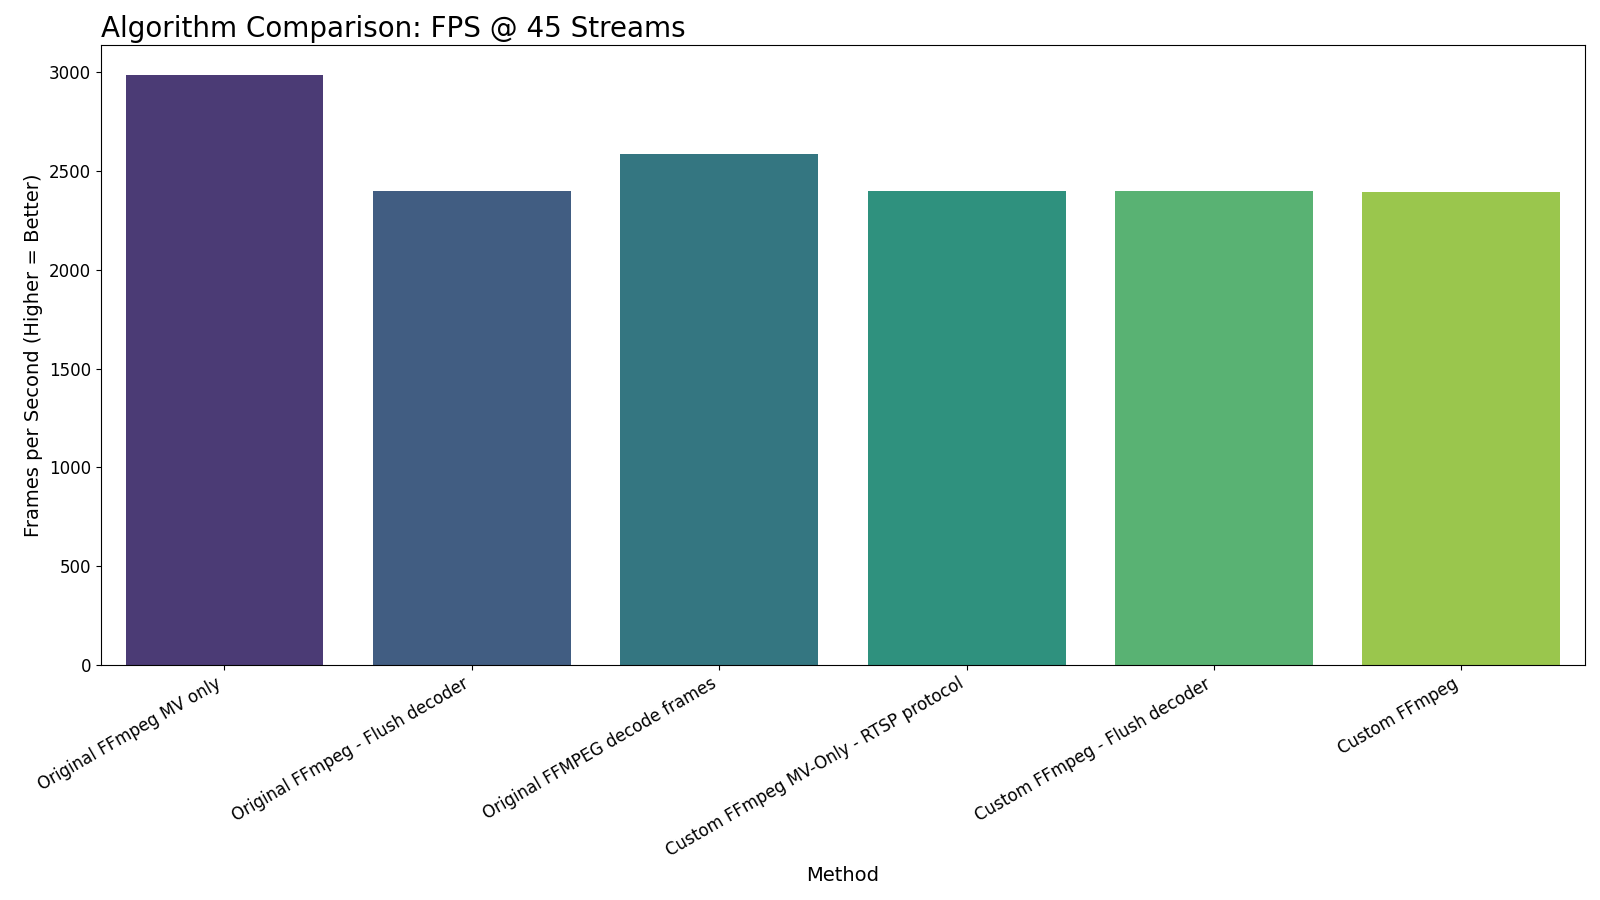 Algorithm Comparison: FPS @ 45 Streams
Frames per Second (Higher = Better)
3000
2500
2000
1500
1000
500
0
Original FFmpeg MV only
Original FFmpeg - Flush decoder
Original FFMPEG decode frames
Custom FFmpeg MV-Only - RTSP protocol
Custom FFmpeg - Flush decoder
Custom FFmpeg
Method